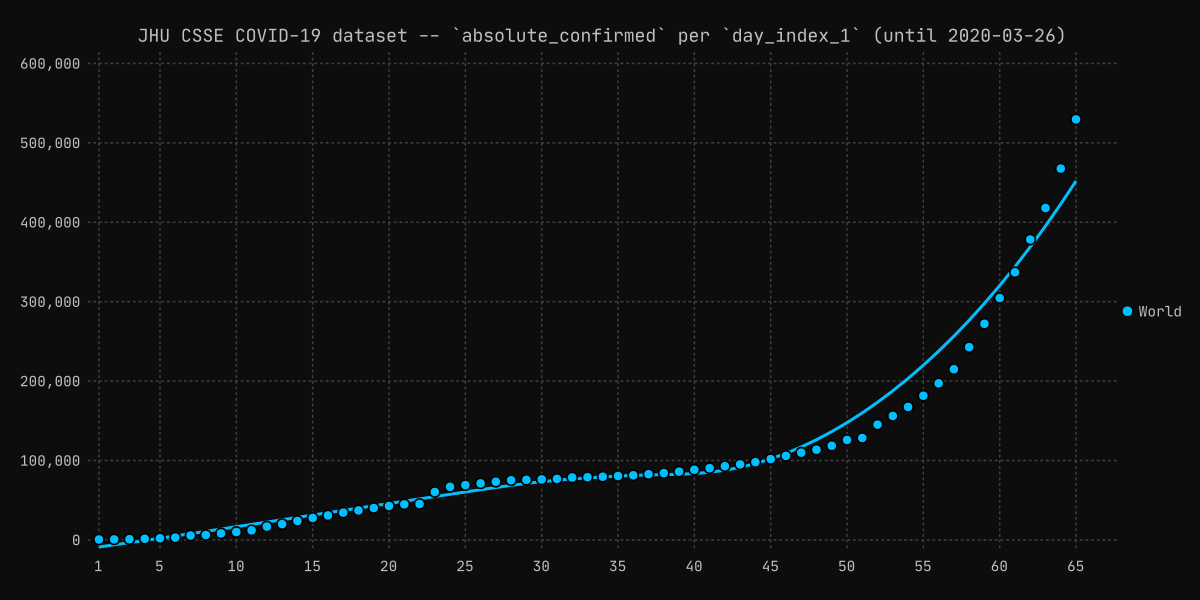 JHU CSSE COVID-19 dataset -- `absolute_confirmed` per `day_index_1` (until 2020-03-26)
600,000
500,000
400,000
300,000
200,000
100,000
0
1 5 10 15 20 25 30 35 40 45 50 55 60 65
World